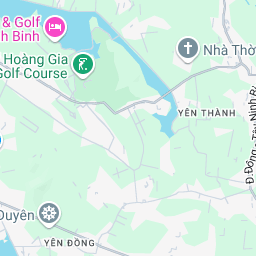 & Golf
h Bình
Hoàng Gia
Golf Course
Nhà Thờ
YÊN THÀNH
Duyên
YÊN ĐỒNG